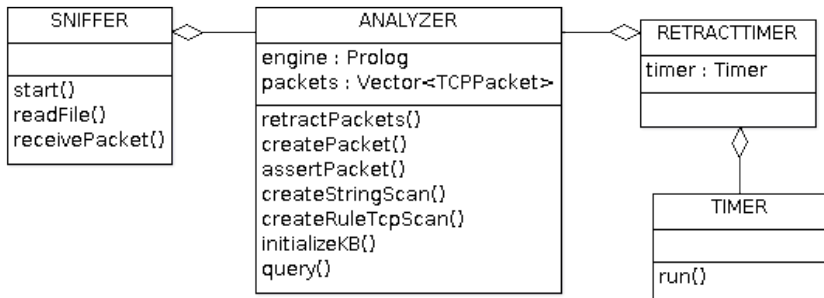 SNIFFER
start()
readFile()
receivePacket()
ANALYZER
engine : Prolog
packets : Vector<TCPPacket>
retractPackets()
createPacket()
assertPacket()
createStringScan()
createRuleTcpScan()
initializeKB()
query()
RETRACTTIMER
timer : Timer
TIMER
run()